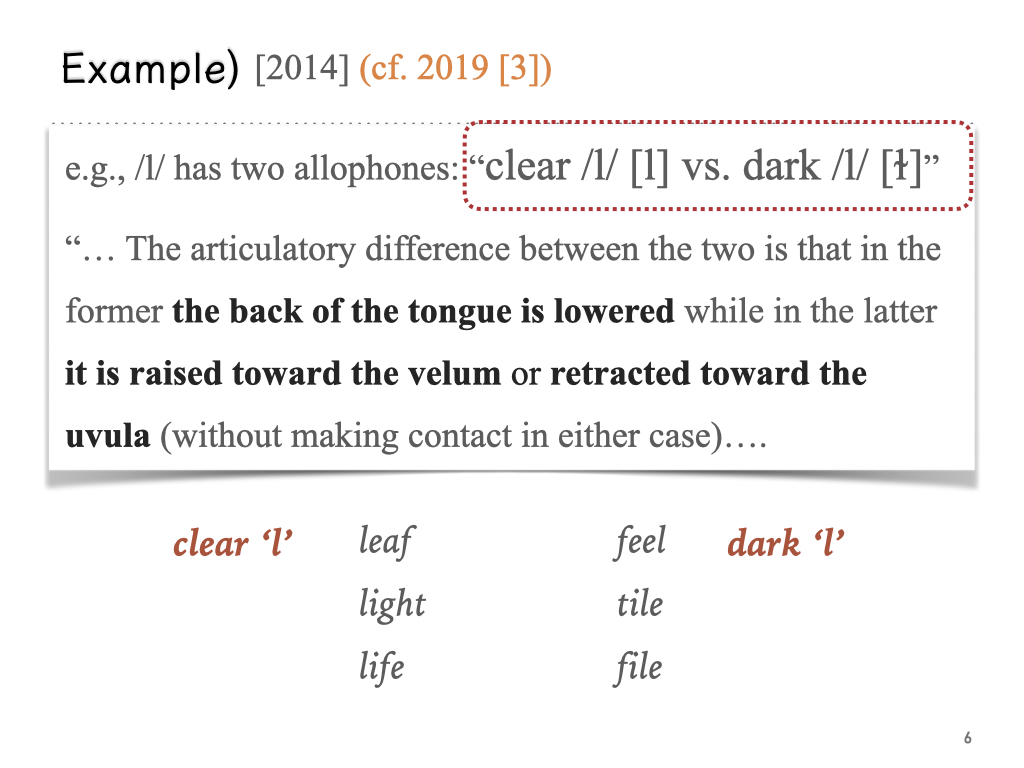 Example) [2014] (cf. 2019 [3])
e.g., /l/ has two allophones: “clear /l/ [l] vs. dark /l/ [ɫ]”
“… The articulatory difference between the two is that in the
former the back of the tongue is lowered while in the latter
it is raised toward the velum or retracted toward the
uvula (without making contact in either case)….
clear ‘l’ leaf feel dark ‘l’
light tile
life file
6